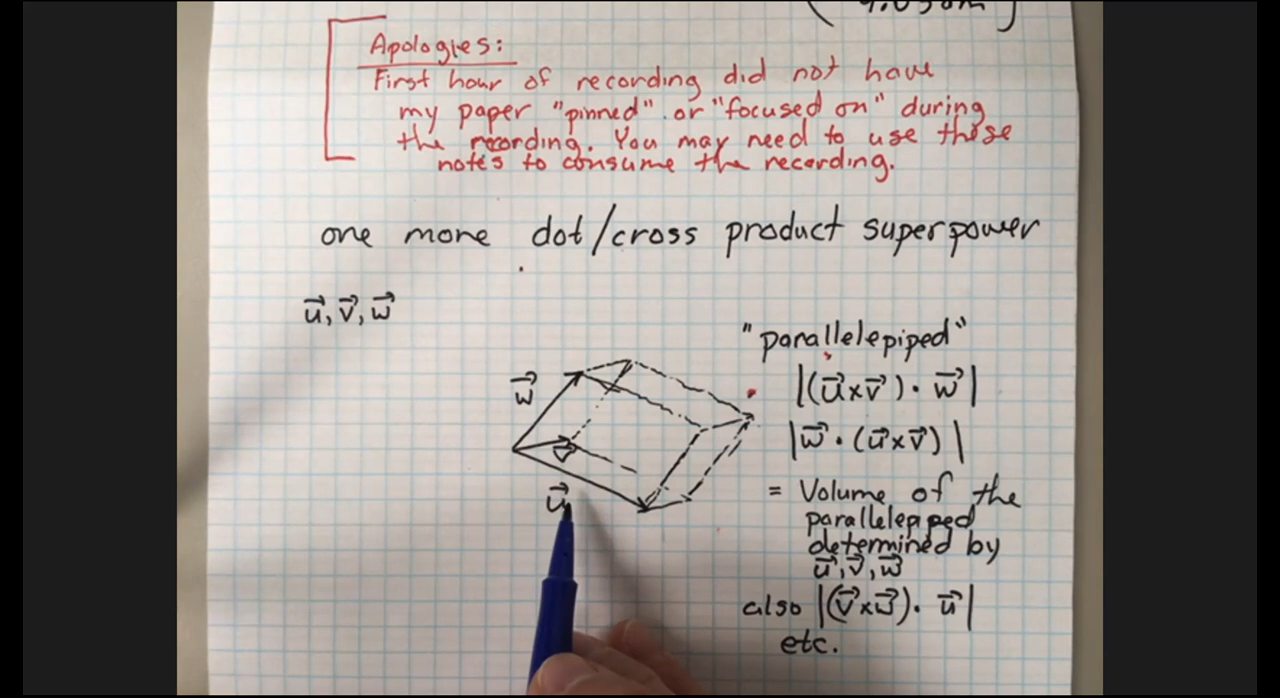 Apologies:
First hour of recording did not have
my paper "pinned" or "focused on" during
the recording. You may need to use these
notes to consume the recording.
one more dot/cross product superpower
u⃗, v⃗, w⃗
"parallelepiped"
|(u⃗ x v⃗) · w⃗|
w⃗
|w⃗ · (u⃗ x v⃗)|
v⃗
u⃗
= Volume of the
parallelepiped
determined by
u⃗, v⃗, w⃗
also |(v⃗ x w⃗) · u⃗|
etc.